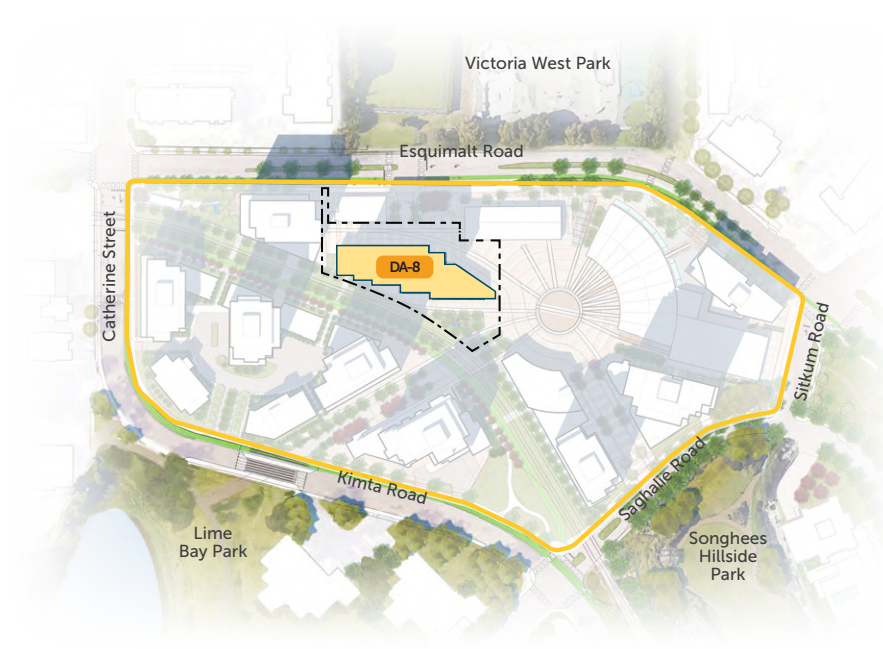 Victoria West Park
Esquimalt Road
Catherine Street
DA-8
Sitkum Road
Kimta Road
Saghalie Road
Lime
Bay Park
Songhees
Hillside
Park